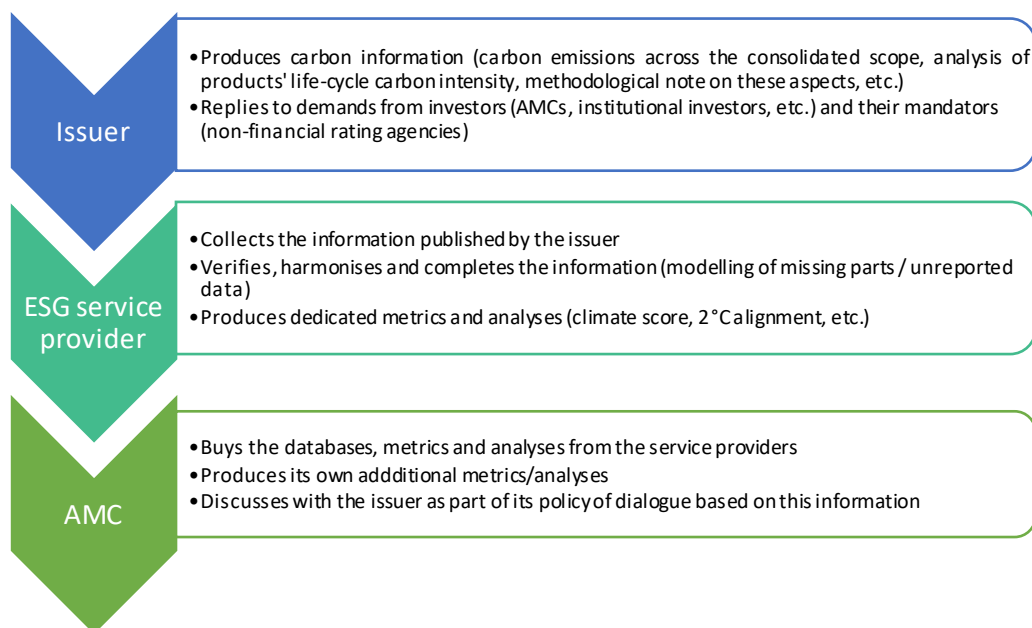 Issuer
•Produces carbon information (carbon emissions across the consolidated scope, analysis of
products' life-cycle carbon intensity, methodological note on these aspects, etc.)
•Replies to demands from investors (AMCs, institutional investors, etc.) and their mandators
(non-financial rating agencies)
ESG service
provider
•Collects the information published by the issuer
•Verifies, harmonises and completes the information (modelling of missing parts / unreported
data)
•Produces dedicated metrics and analyses (climate score, 2°C alignment, etc.)
AMC
•Buys the databases, metrics and analyses from the service providers
•Produces its own addditional metrics/analyses
•Discusses with the issuer as part of its policy of dialogue based on this information